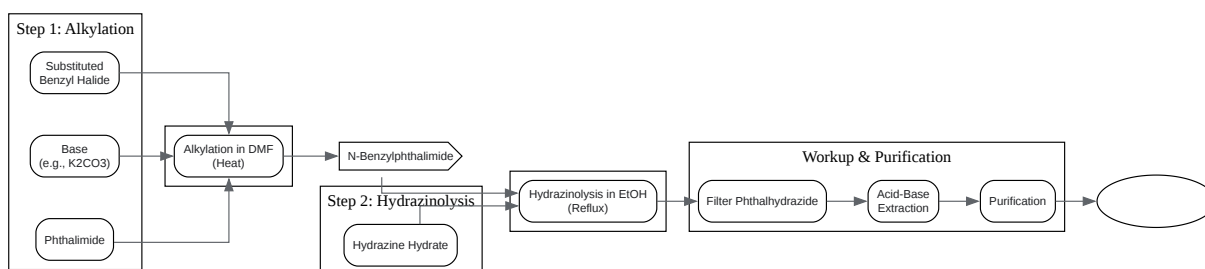 Step 1: Alkylation
Substituted
Benzyl Halide
Base
(e.g., K2CO3)
Phthalimide
Alkylation in DMF
(Heat)
N-Benzylphthalimide
Step 2: Hydrazinolysis
Hydrazine Hydrate
Hydrazinolysis in EtOH
(Reflux)
Workup & Purification
Filter Phthalhydrazide
Acid-Base
Extraction
Purification